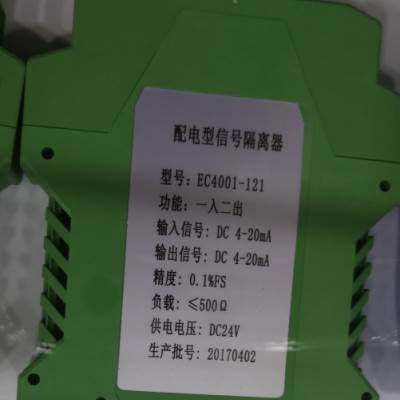 配电型信号隔离器
型号: EC4001-121
功能: 一入二出
输入信号: DC 4-20mA
输出信号: DC 4-20mA
精度: 0.1%FS
负载: ≤500Ω
供电电压: DC24V
生产批号: 20170402